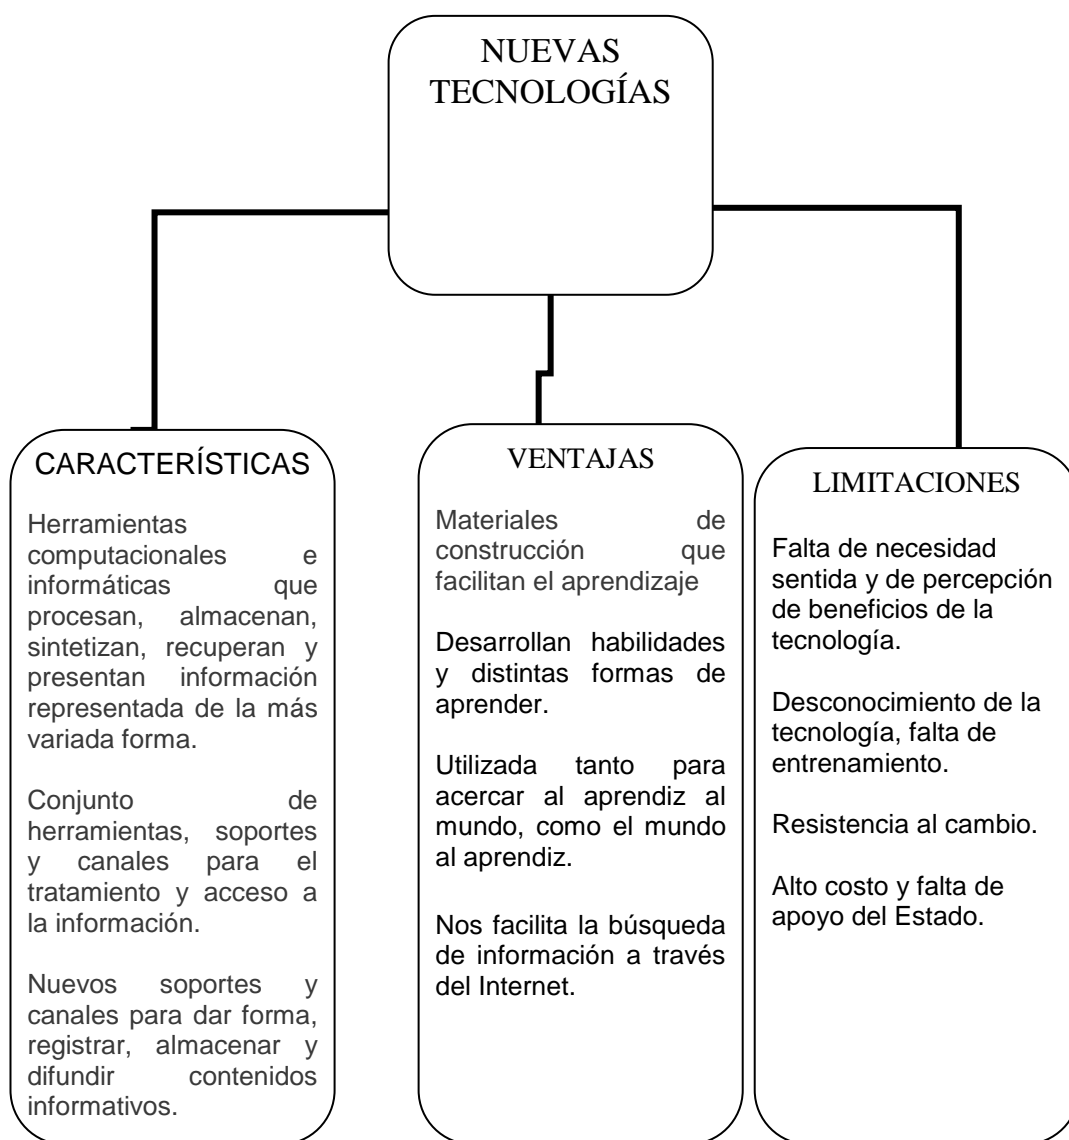 NUEVAS
TECNOLOGÍAS
CARACTERÍSTICAS
Herramientas
computacionales e
informáticas que
procesan, almacenan,
sintetizan, recuperan y
presentan información
representada de la más
variada forma.
Conjunto de
herramientas, soportes
y canales para el
tratamiento y acceso a
la información.
Nuevos soportes y
canales para dar forma,
registrar, almacenar y
difundir contenidos
informativos.
VENTAJAS
Materiales de
construcción que
facilitan el aprendizaje
Desarrollan habilidades
y distintas formas de
aprender.
Utilizada tanto para
acercar al aprendiz al
mundo, como el mundo
al aprendiz.
Nos facilita la búsqueda
de información a través
del Internet.
LIMITACIONES
Falta de necesidad
sentida y de percepción
de beneficios de la
tecnología.
Desconocimiento de la
tecnología, falta de
entrenamiento.
Resistencia al cambio.
Alto costo y falta de
apoyo del Estado.